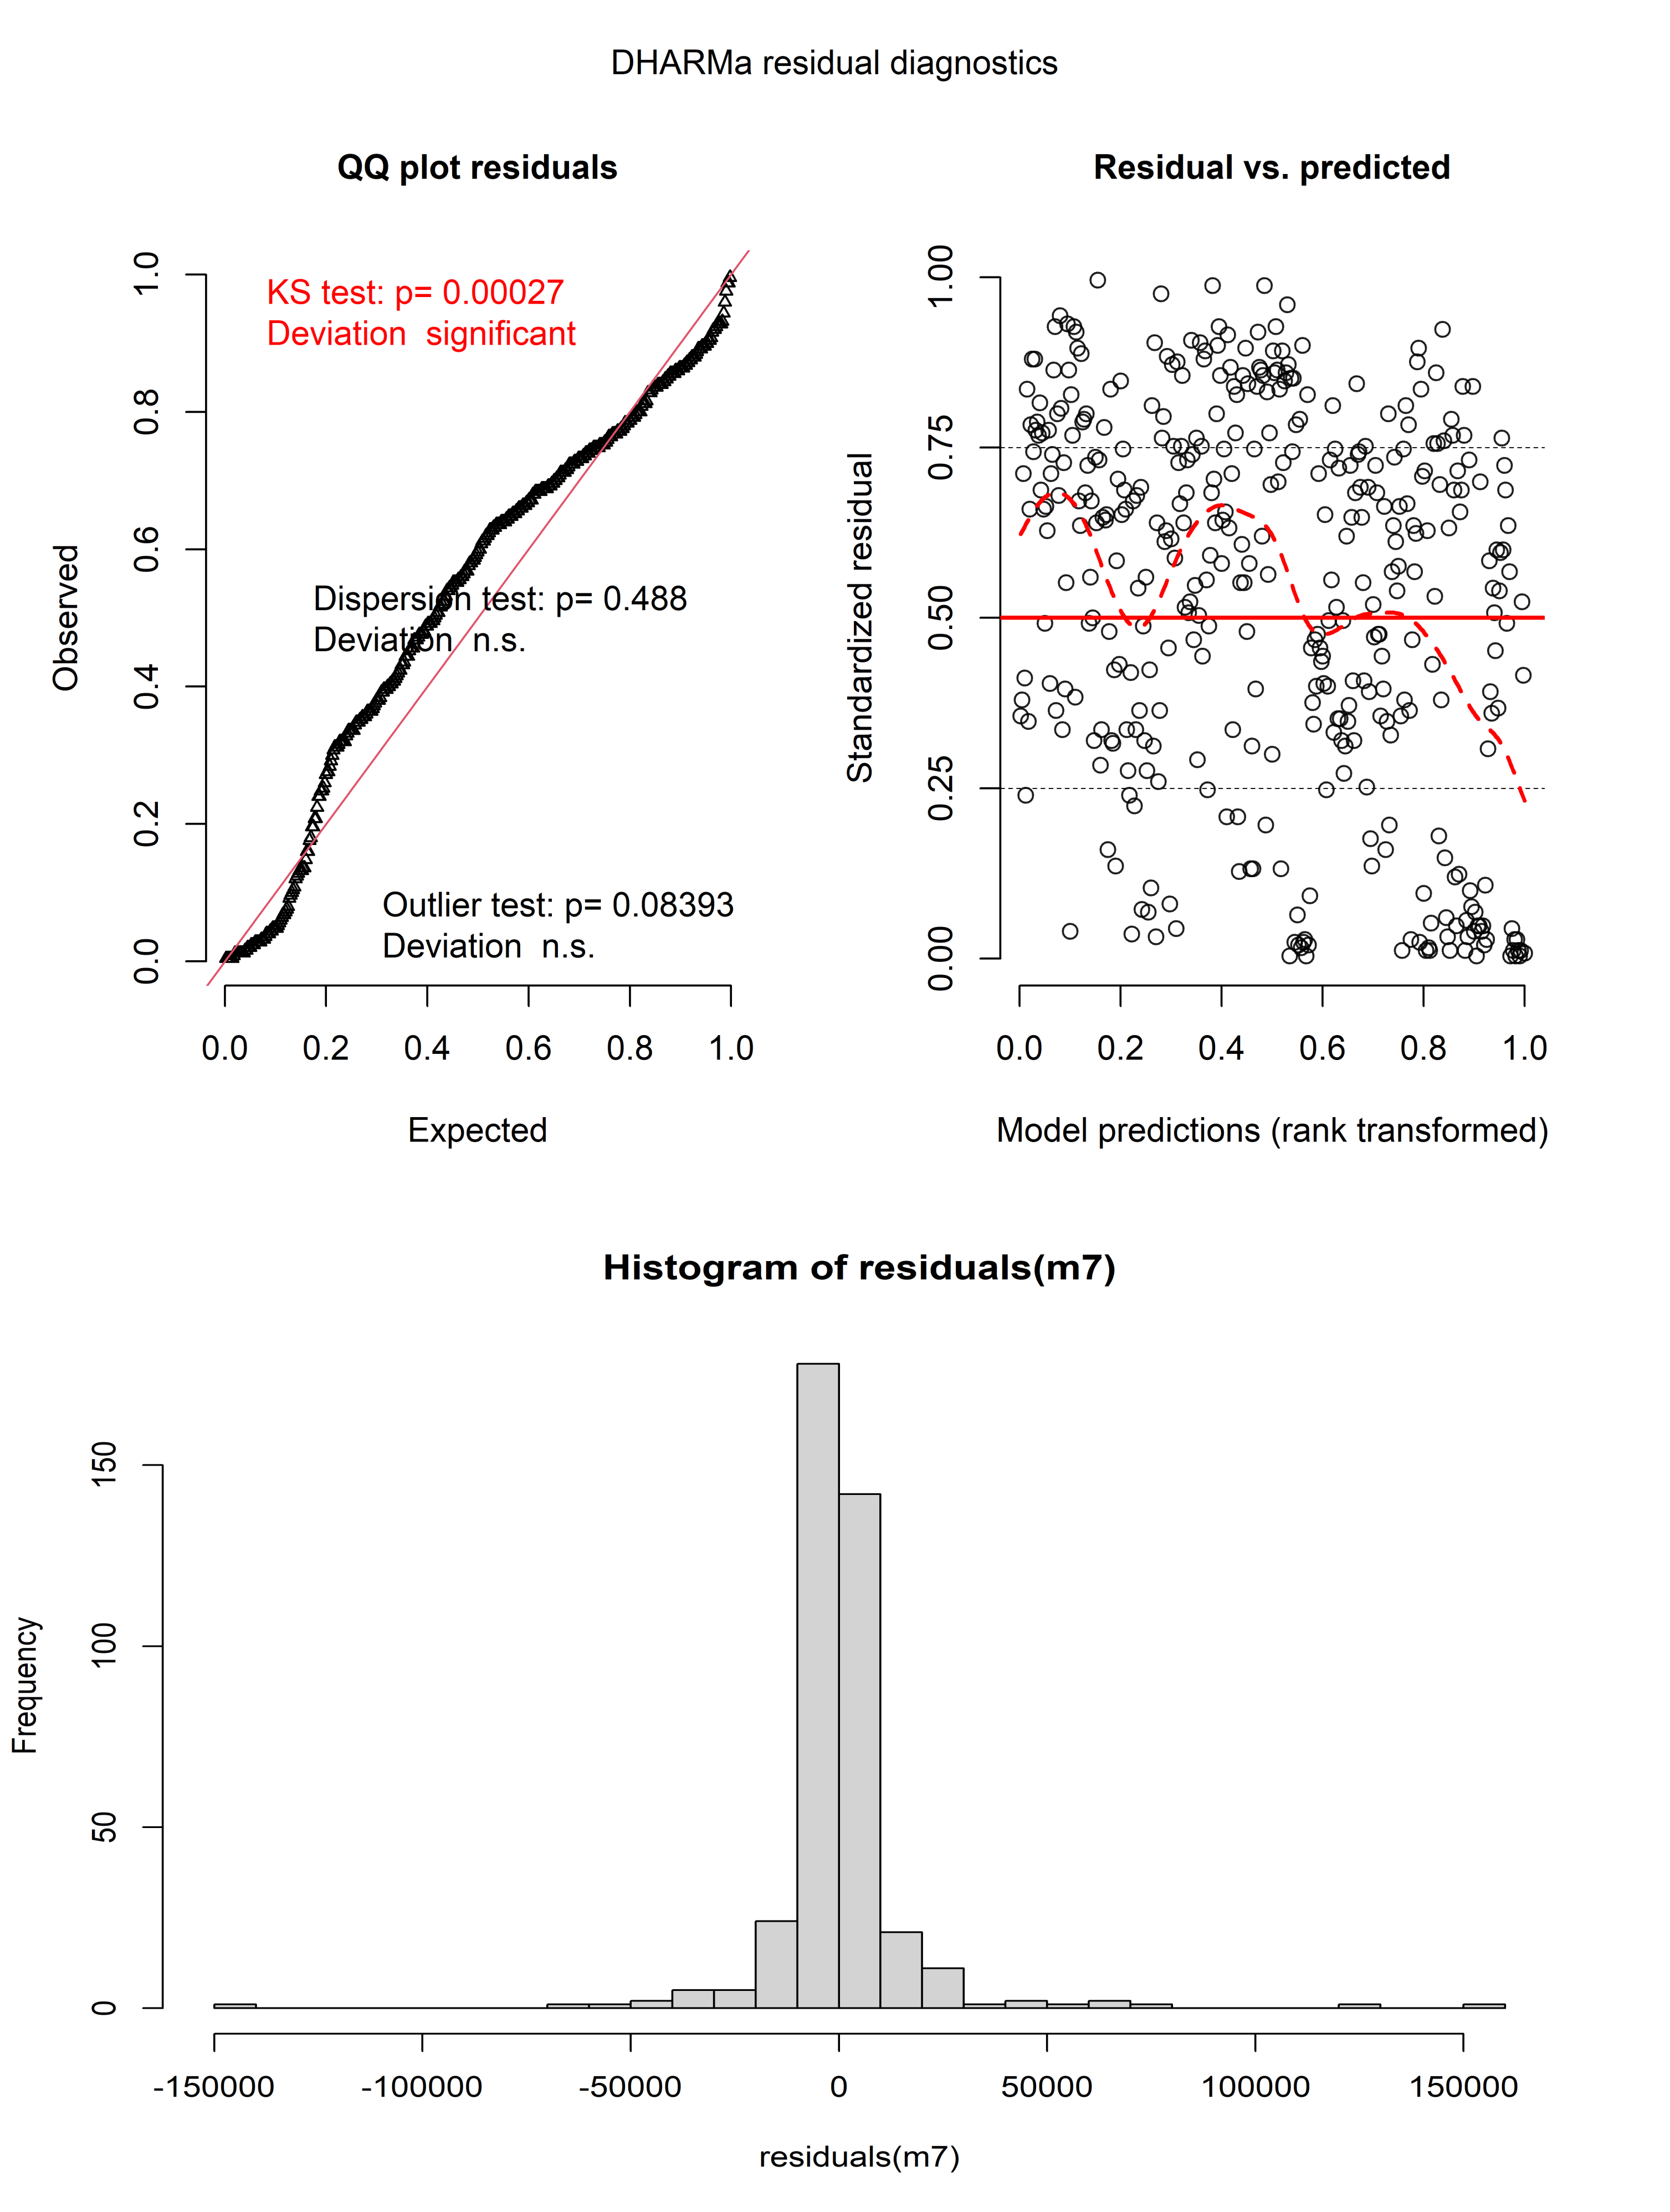 DHARMa residual diagnostics
QQ plot residuals
KS test: p= 0.00027
Deviation  significant
Dispersion test: p= 0.488
Deviation  n.s.
Outlier test: p= 0.08393
Deviation  n.s.
Observed
0.0 0.2 0.4 0.6 0.8 1.0
0.0 0.2 0.4 0.6 0.8 1.0
Expected
Residual vs. predicted
Standardized residual
0.00 0.25 0.50 0.75 1.00
0.0 0.2 0.4 0.6 0.8 1.0
Model predictions (rank transformed)
Histogram of residuals(m7)
Frequency
0 50 100 150
-150000 -100000 -50000 0 50000 100000 150000
residuals(m7)